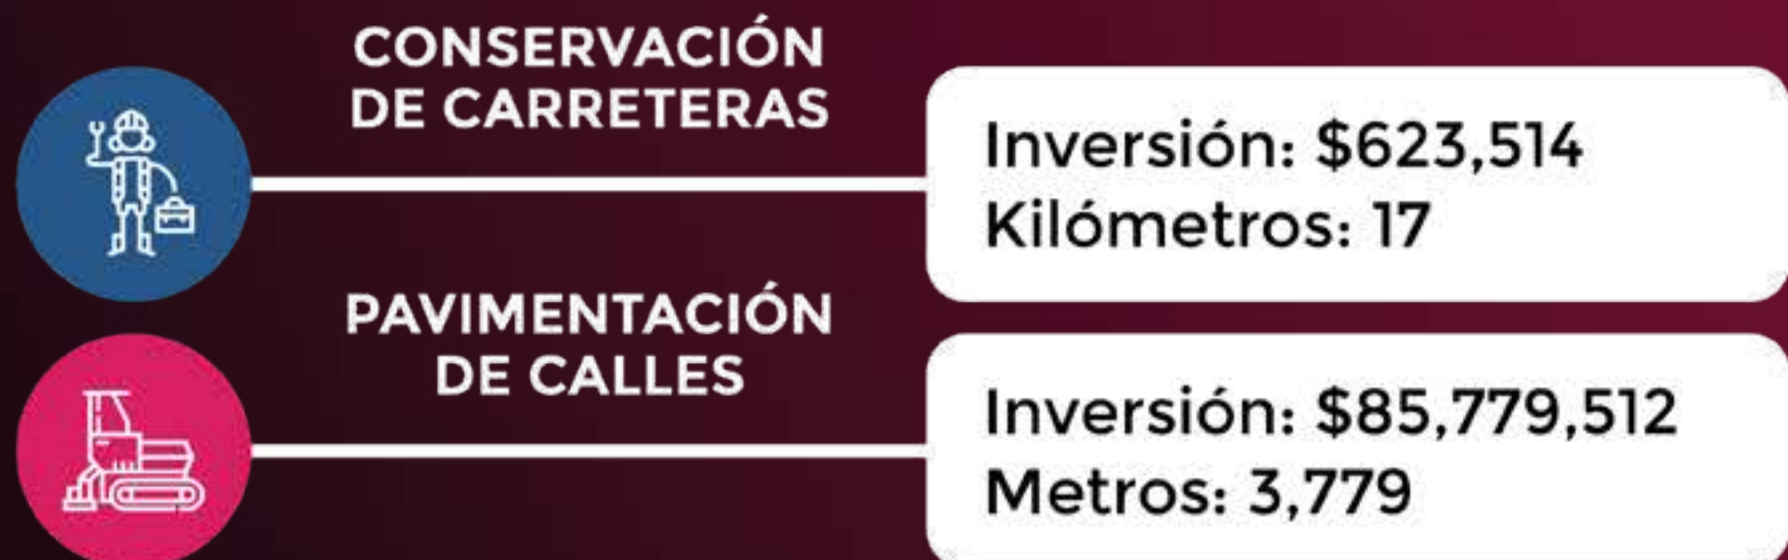 CONSERVACIÓN
DE CARRETERAS
Inversión: $623,514
Kilómetros: 17
PAVIMENTACIÓN
DE CALLES
Inversión: $85,779,512
Metros: 3,779